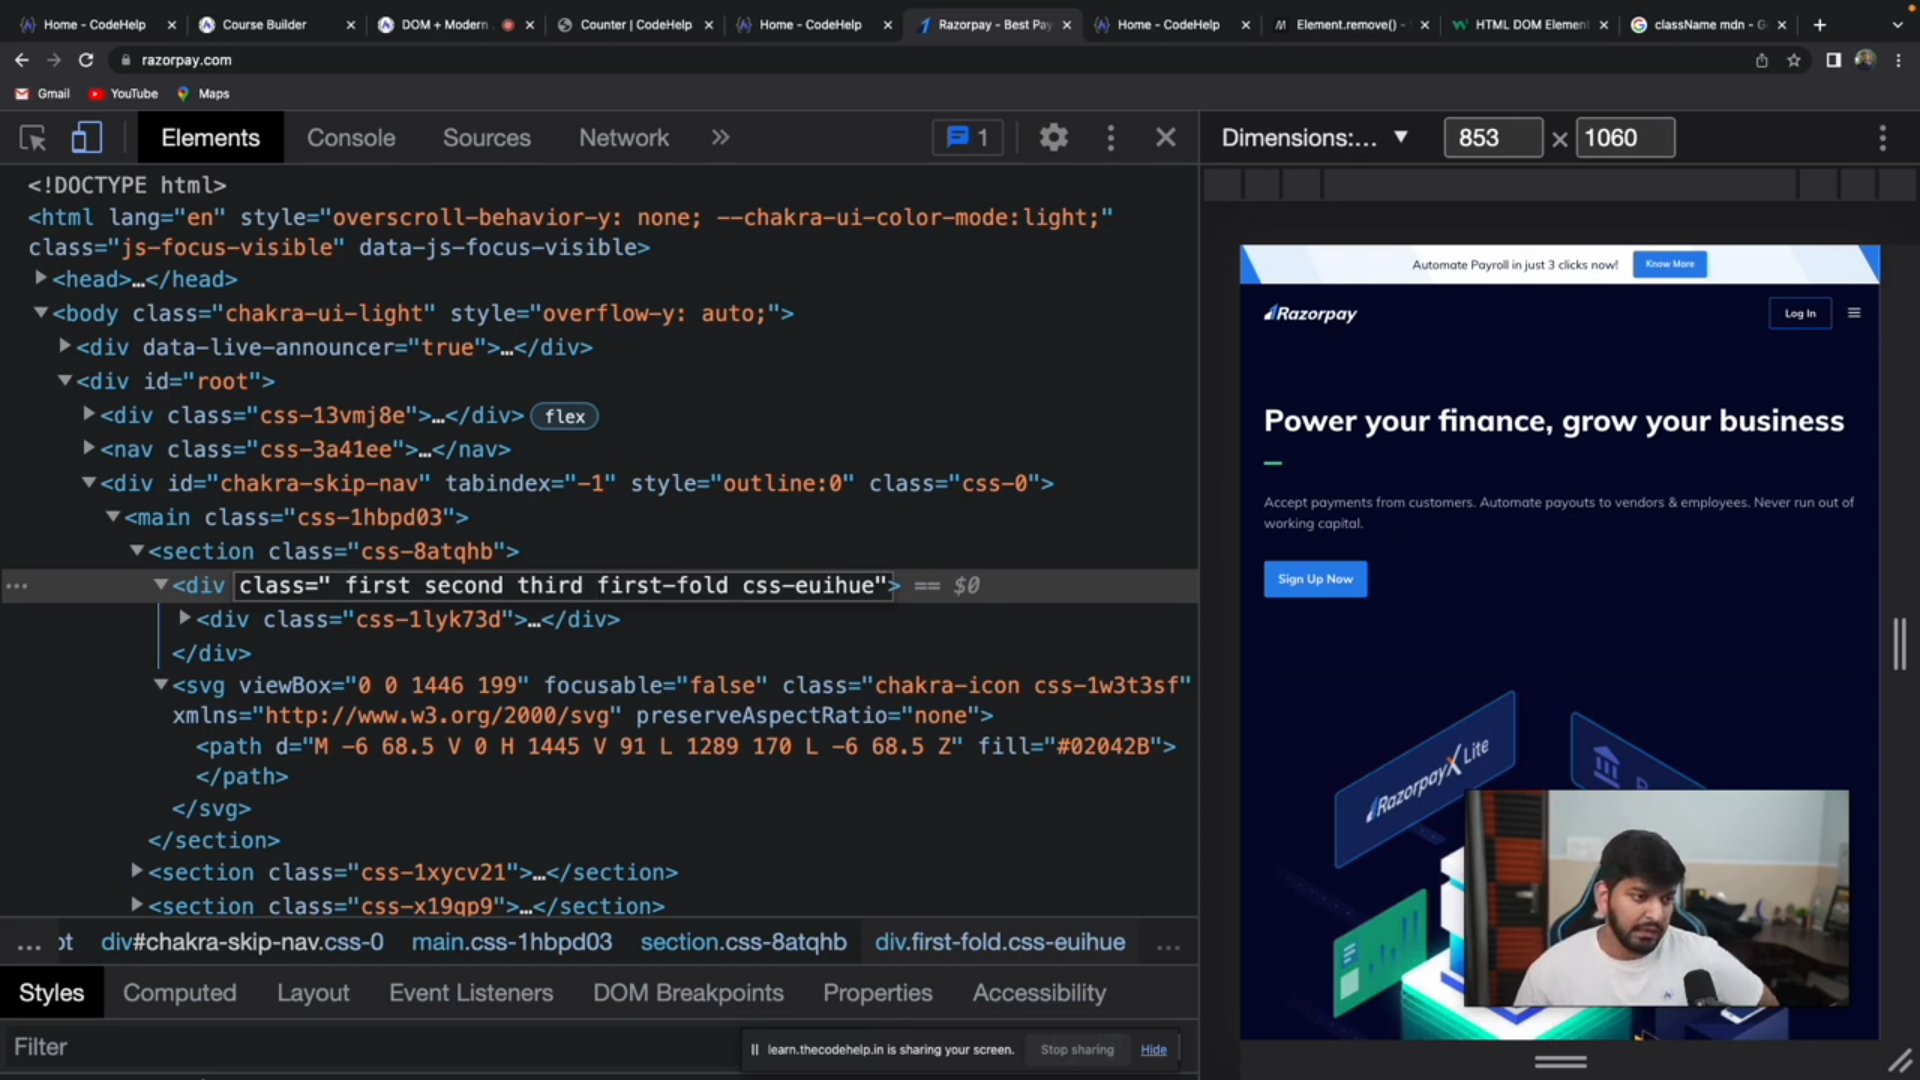 Home - CodeHelp
Course Builder
DOM + Modern
Counter | CodeHelp
Home - CodeHelp
Razorpay - Best Pay
Home - CodeHelp
Element.remove() -
HTML DOM Element
className mdn - G
razorpay.com
Gmail
YouTube
Maps
Elements
Console
Sources
Network
1
Dimensions:...
853
1060
<!DOCTYPE html>
<html lang="en" style="overscroll-behavior-y: none; --chakra-ui-color-mode:light;"
class="js-focus-visible" data-js-focus-visible>
<head>…</head>
<body class="chakra-ui-light" style="overflow-y: auto;">
<div data-live-announcer="true">…</div>
<div id="root">
<div class="css-13vmj8e">…</div> flex
<nav class="css-3a41ee">…</nav>
<div id="chakra-skip-nav" tabindex="-1" style="outline:0" class="css-0">
<main class="css-1hbpd03">
<section class="css-8atqhb">
<div class=" first second third first-fold css-euihue"> == $0
<div class="css-1lyk73d">…</div>
</div>
<svg viewBox="0 0 1446 199" focusable="false" class="chakra-icon css-1w3t3sf"
xmlns="http://www.w3.org/2000/svg" preserveAspectRatio="none">
<path d="M -6 68.5 V 0 H 1445 V 91 L 1289 170 L -6 68.5 Z" fill="#02042B">
</path>
</svg>
</section>
<section class="css-1xycv21">…</section>
<section class="css-x19qp9">…</section>
... ot div#chakra-skip-nav.css-0 main.css-1hbpd03 section.css-8atqhb div.first-fold.css-euihue ...
Styles
Computed
Layout
Event Listeners
DOM Breakpoints
Properties
Accessibility
Filter
learn.thecodehelp.in is sharing your screen.
Stop sharing
Hide
Automate Payroll in just 3 clicks now!
Know More
Razorpay
Log In
Power your finance, grow your business
Accept payments from customers. Automate payouts to vendors & employees. Never run out of
working capital.
Sign Up Now
RazorpayX Lite